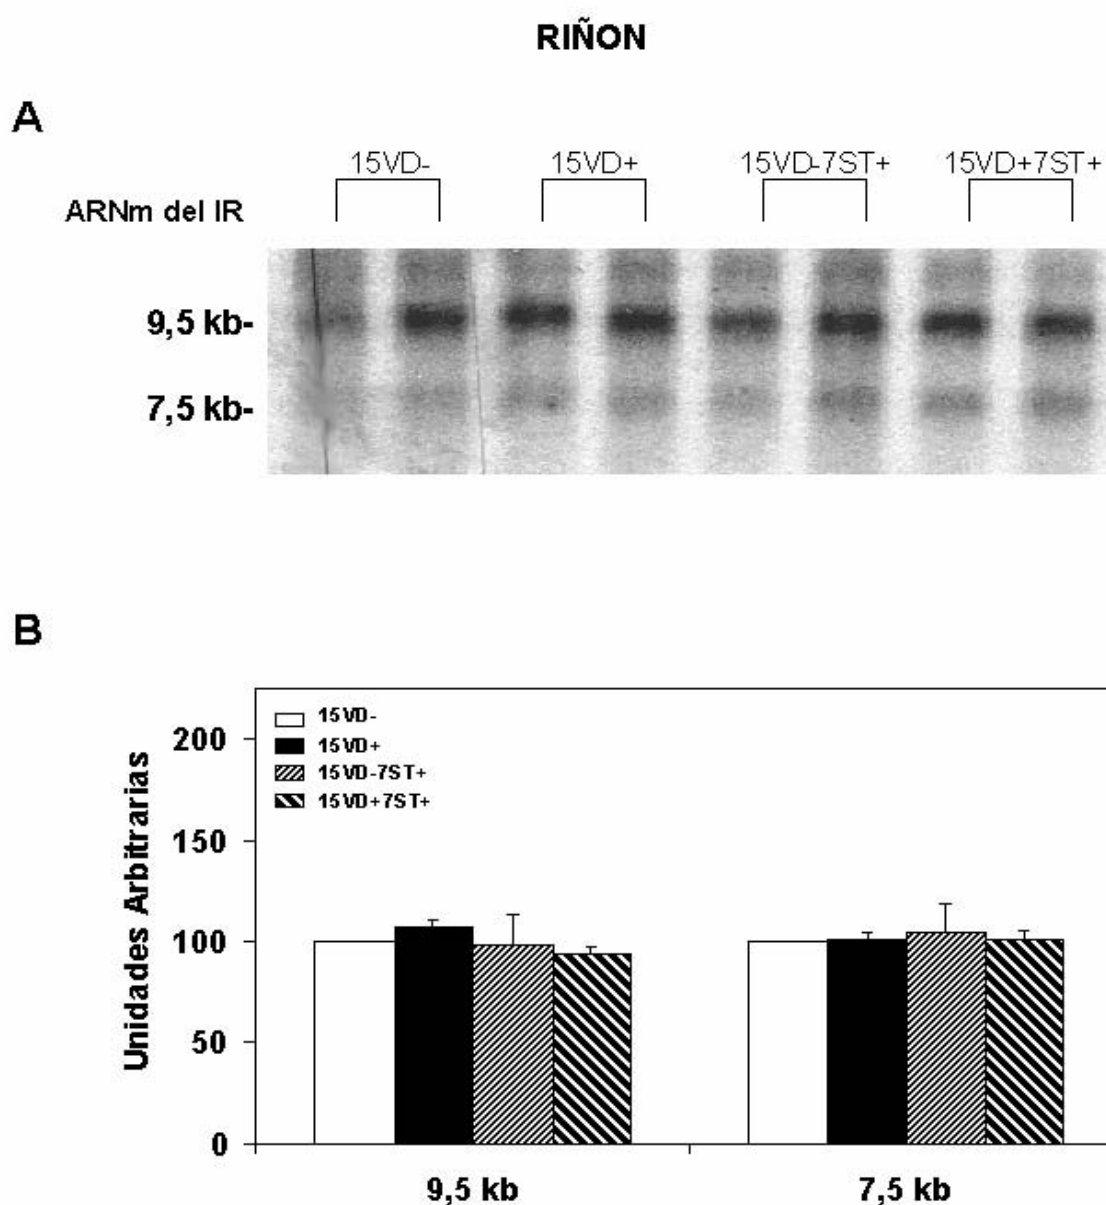 RIÑON
A
15VD- 15VD+ 15VD-7ST+ 15VD+7ST+
ARNm del IR
9,5 kb-
7,5 kb-
B
Unidades Arbitrarias
200
150
100
50
0
15VD-
15VD+
15VD-7ST+
15VD+7ST+
9,5 kb 7,5 kb